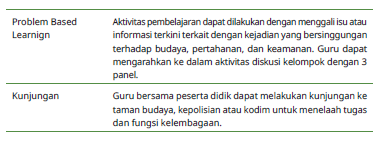 Problem Based Learnign
Aktivitas pembelajaran dapat dilakukan dengan menggali isu atau
informasi terkini terkait dengan kejadian yang bersinggungan
terhadap budaya, pertahanan, dan keamanan. Guru dapat
mengarahkan ke dalam aktivitas diskusi kelompok dengan 3
panel.
Kunjungan
Guru bersama peserta didik dapat melakukan kunjungan ke
taman budaya, kepolisian atau kodim untuk menelaah tugas
dan fungsi kelembagaan.